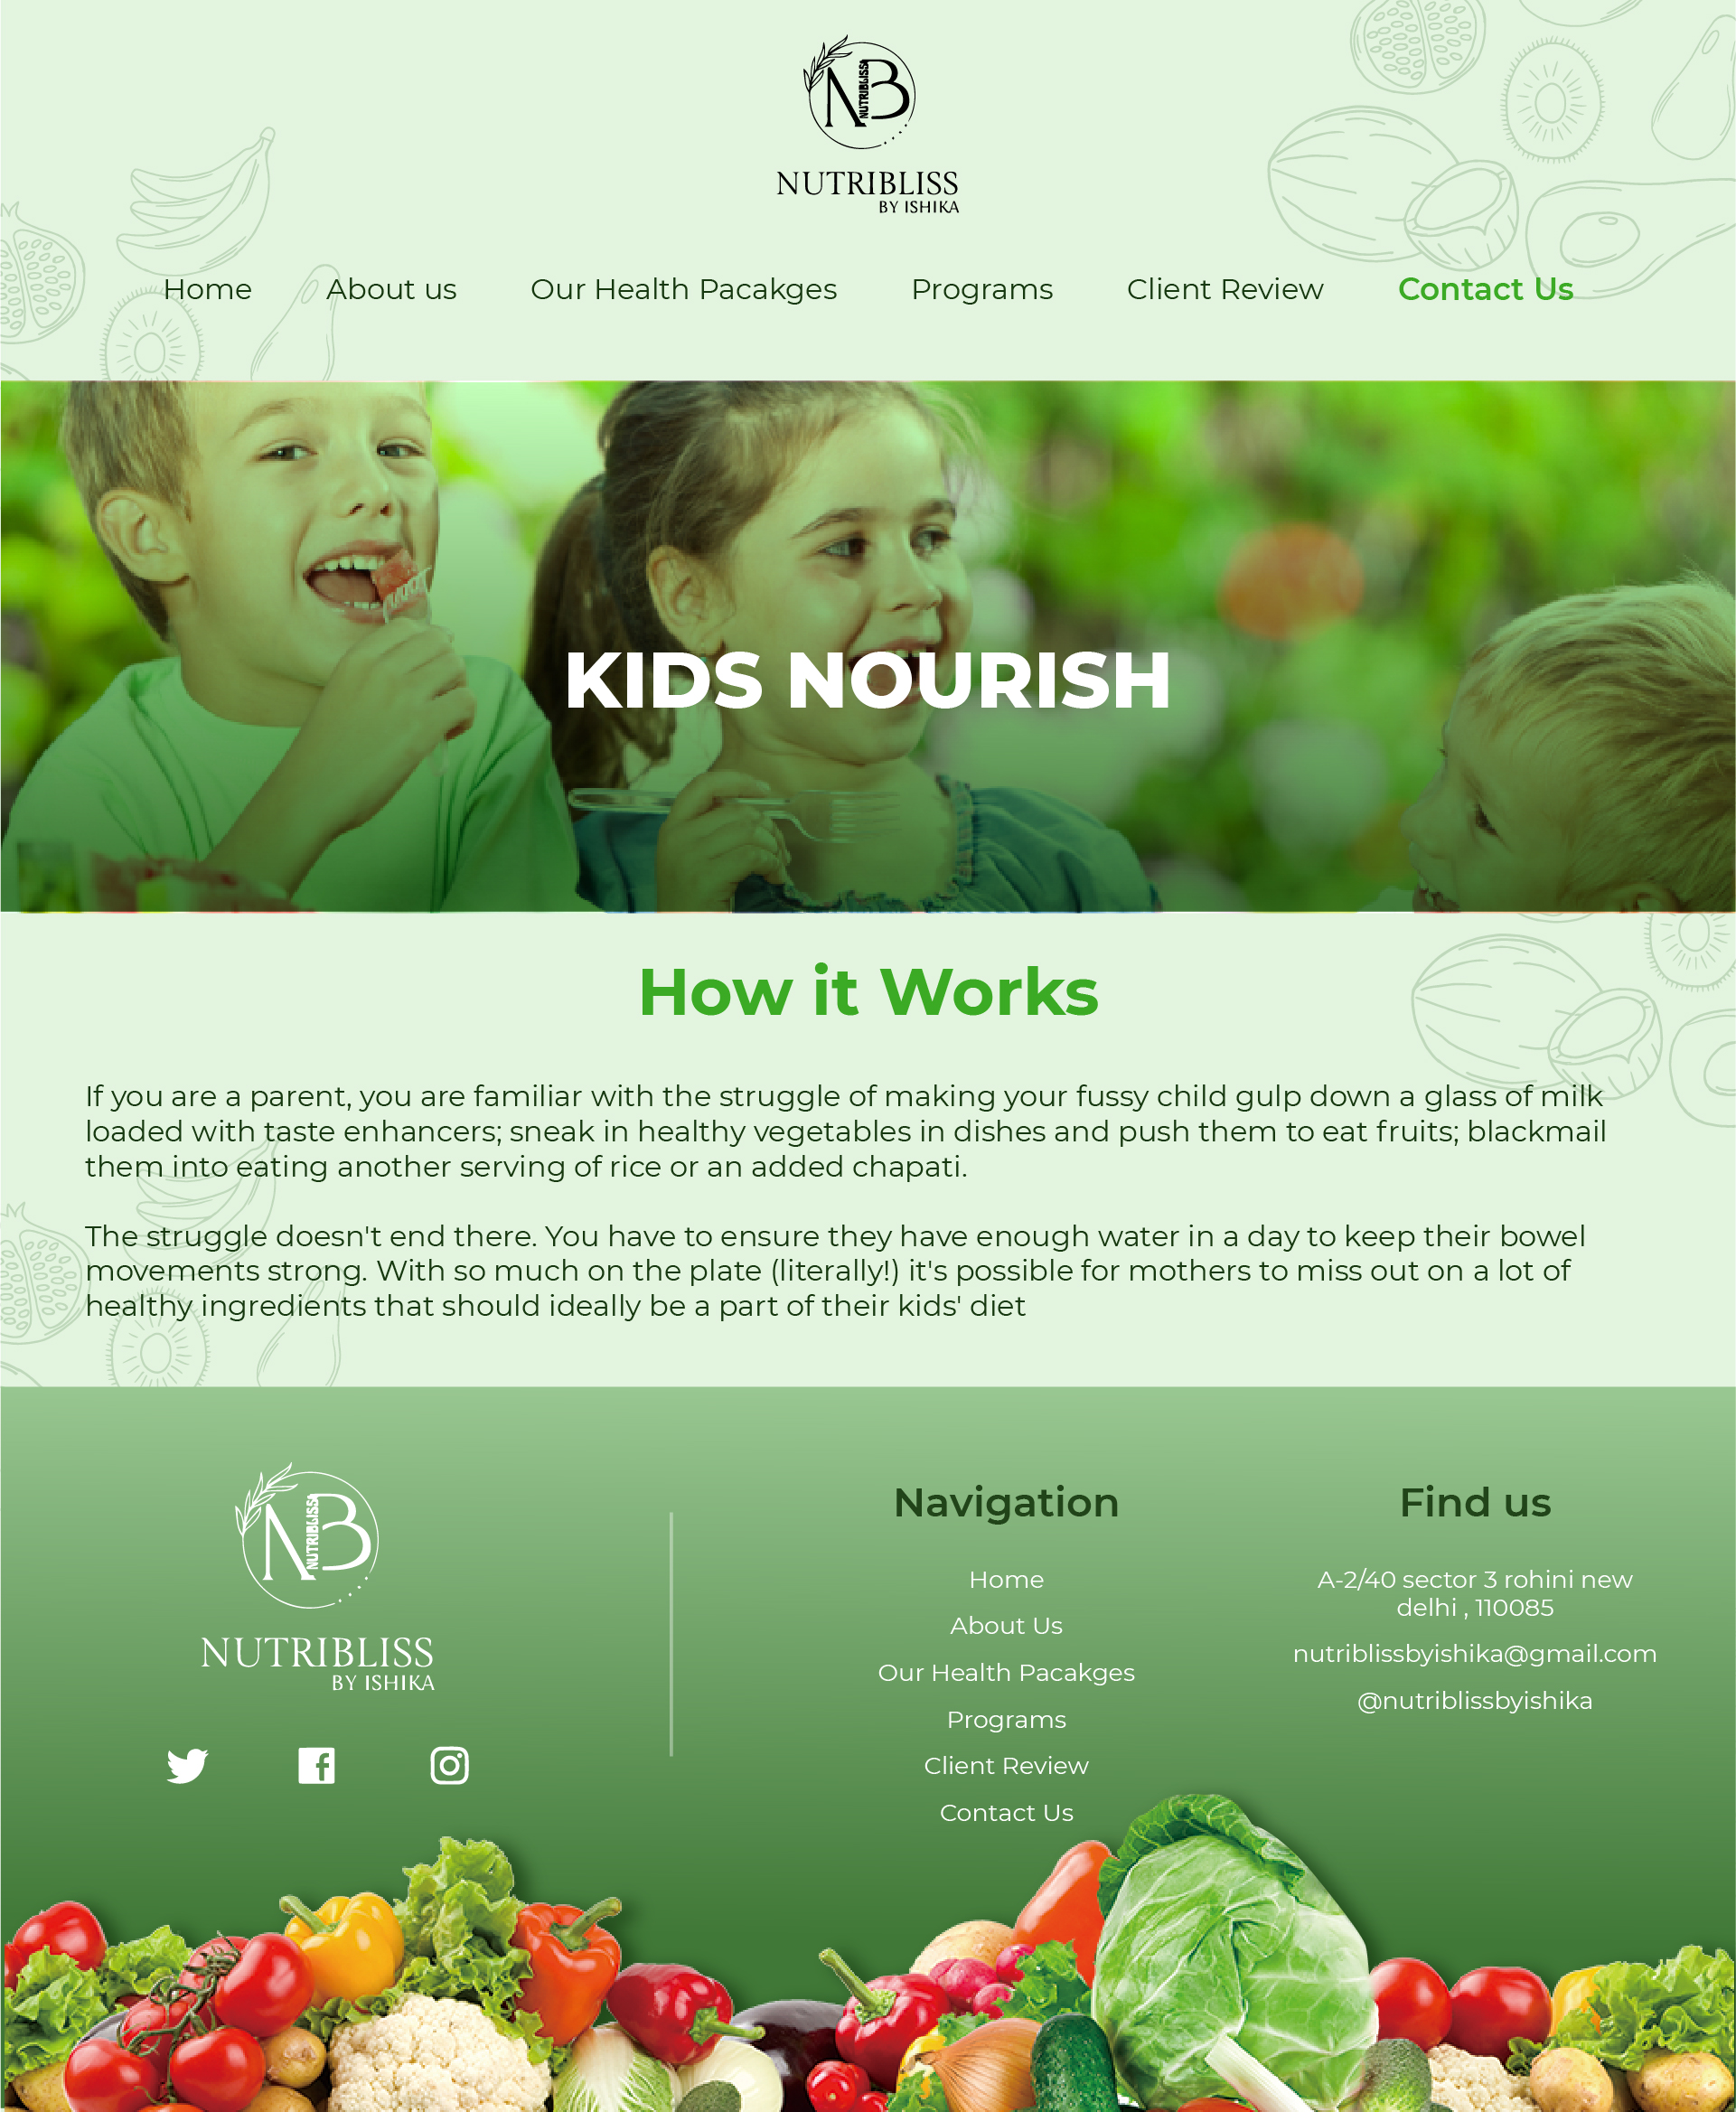 NB
NUTRIBLISS
NUTRIBLISS
BY ISHIKA
Home About us Our Health Pacakges Programs Client Review Contact Us
KIDS NOURISH
How it Works
If you are a parent, you are familiar with the struggle of making your fussy child gulp down a glass of milk
loaded with taste enhancers; sneak in healthy vegetables in dishes and push them to eat fruits; blackmail
them into eating another serving of rice or an added chapati.
The struggle doesn't end there. You have to ensure they have enough water in a day to keep their bowel
movements strong. With so much on the plate (literally!) it's possible for mothers to miss out on a lot of
healthy ingredients that should ideally be a part of their kids' diet
NB
NUTRIBLISS
NUTRIBLISS
BY ISHIKA
Navigation
Home
About Us
Our Health Pacakges
Programs
Client Review
Contact Us
Find us
A-2/40 sector 3 rohini new
delhi , 110085
nutriblissbyishika@gmail.com
@nutriblissbyishika